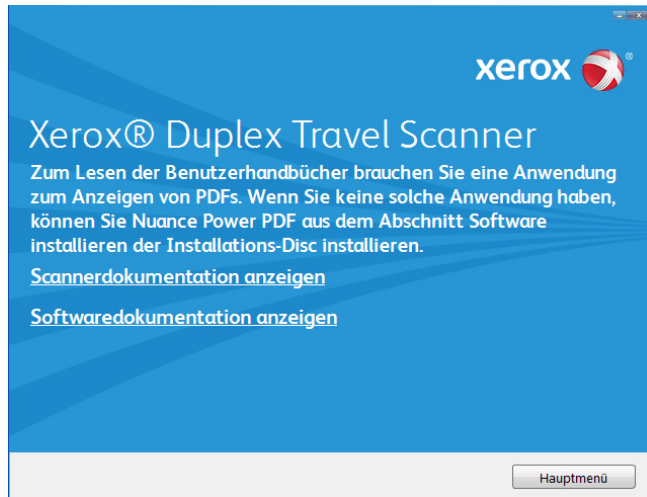 xerox
Xerox® Duplex Travel Scanner
Zum Lesen der Benutzerhandbücher brauchen Sie eine Anwendung
zum Anzeigen von PDFs. Wenn Sie keine solche Anwendung haben,
können Sie Nuance Power PDF aus dem Abschnitt Software
installieren der Installations-Disc installieren.
Scannerdokumentation anzeigen
Softwaredokumentation anzeigen
Hauptmenü